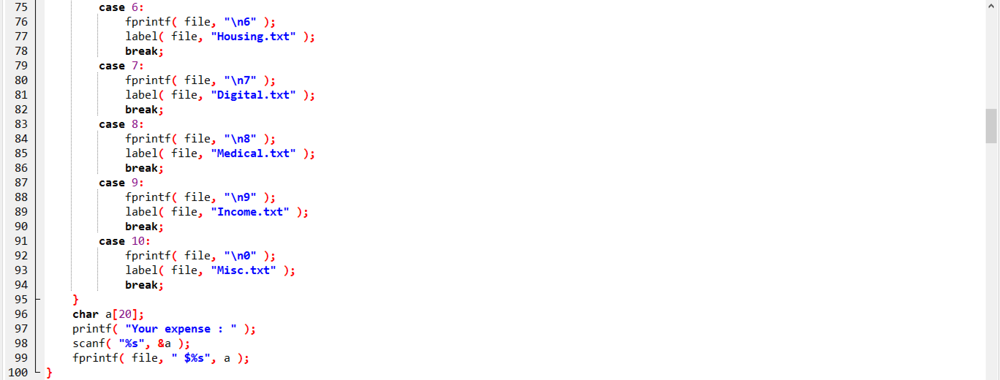 75 case 6:
76 fprintf( file, "\n6" );
77 label( file, "Housing.txt" );
78 break;
79 case 7:
80 fprintf( file, "\n7" );
81 label( file, "Digital.txt" );
82 break;
83 case 8:
84 fprintf( file, "\n8" );
85 label( file, "Medical.txt" );
86 break;
87 case 9:
88 fprintf( file, "\n9" );
89 label( file, "Income.txt" );
90 break;
91 case 10:
92 fprintf( file, "\n0" );
93 label( file, "Misc.txt" );
94 break;
95 }
96 char a[20];
97 printf( "Your expense : " );
98 scanf( "%s", &a );
99 fprintf( file, " $%s", a );
100 }